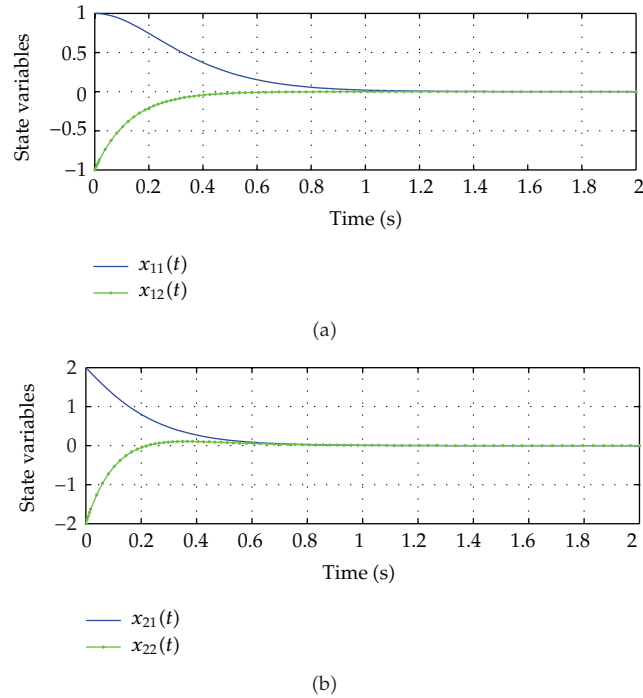 1
0.5
0
−0.5
−1
State variables
0 0.2 0.4 0.6 0.8 1 1.2 1.4 1.6 1.8 2
Time (s)
x11(t)
x12(t)
(a)
2
1
0
−1
−2
State variables
0 0.2 0.4 0.6 0.8 1 1.2 1.4 1.6 1.8 2
Time (s)
x21(t)
x22(t)
(b)